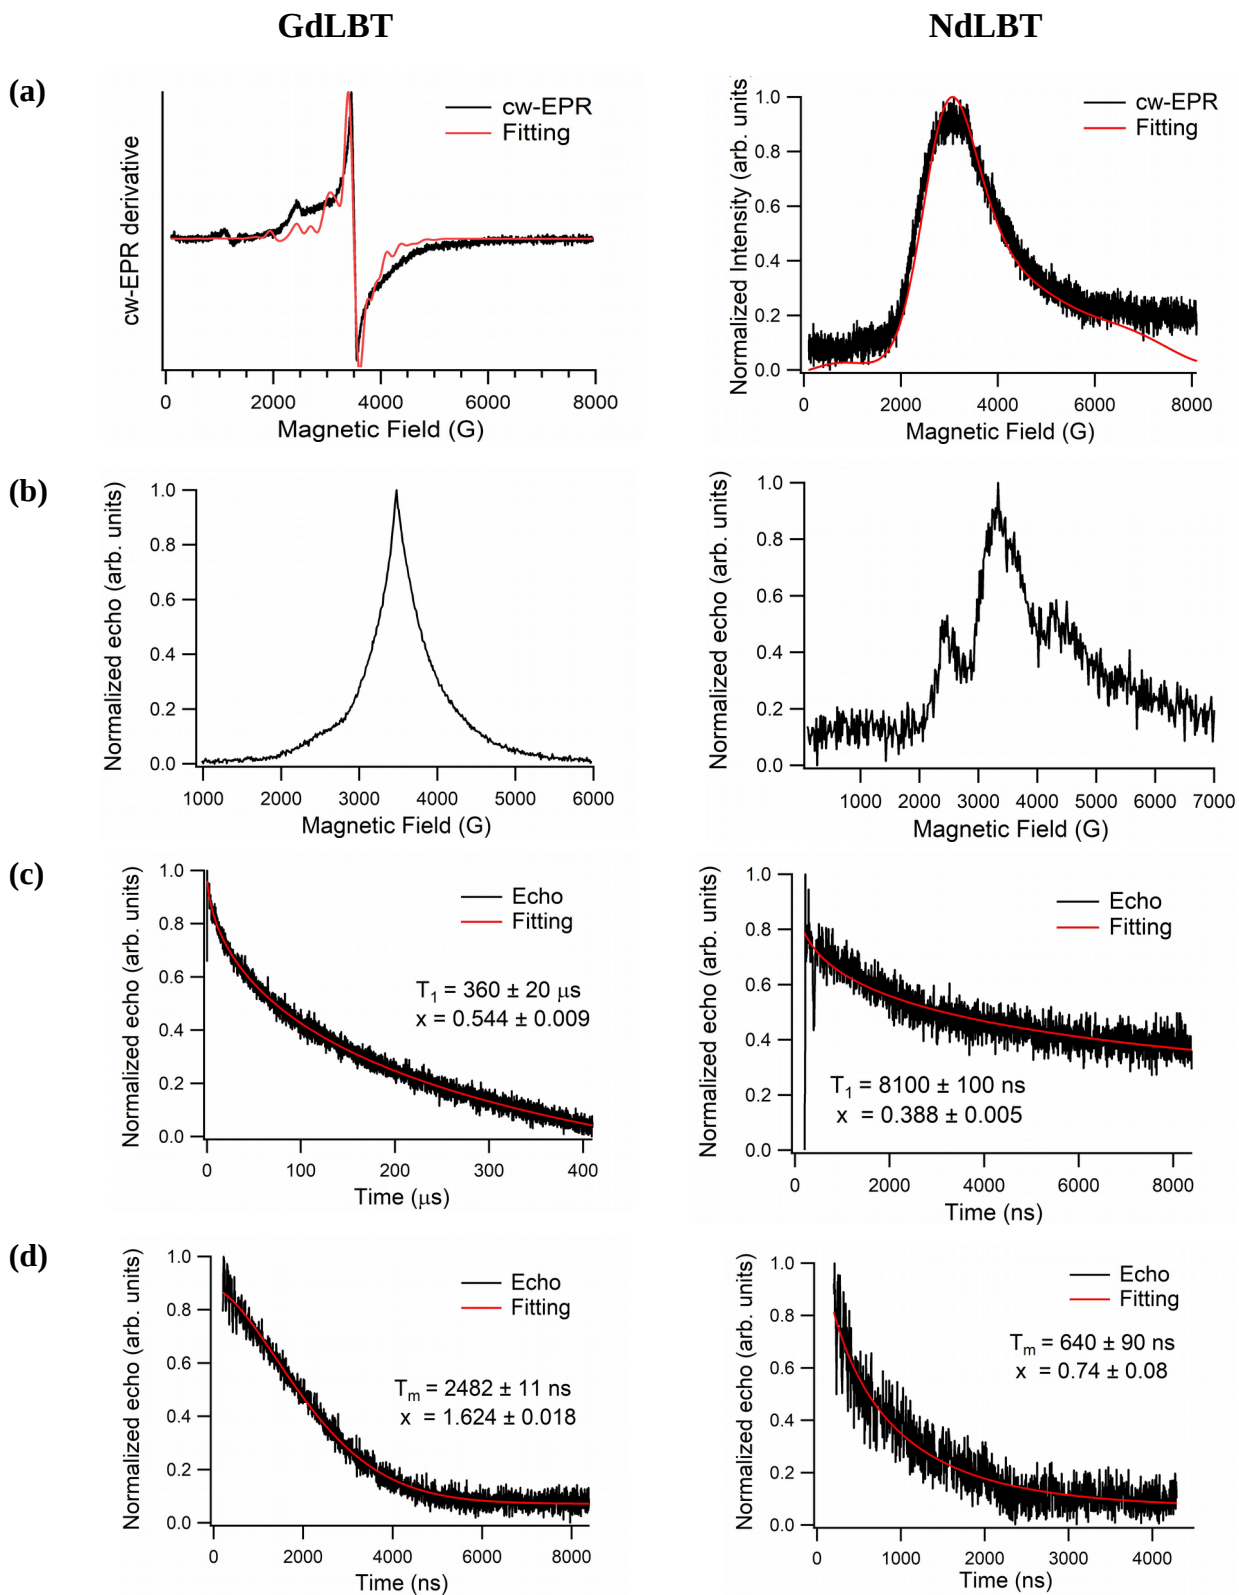 GdLBT
NdLBT
(a)
cw-EPR
Fitting
cw-EPR derivative
0 2000 4000 6000 8000
Magnetic Field (G)
cw-EPR
Fitting
Normalized Intensity (arb. units)
1.0
0.8
0.6
0.4
0.2
0.0
0 2000 4000 6000 8000
Magnetic Field (G)
(b)
Normalized echo (arb. units)
1.0
0.8
0.6
0.4
0.2
0.0
1000 2000 3000 4000 5000 6000
Magnetic Field (G)
Normalized echo (arb. units)
1.0
0.8
0.6
0.4
0.2
0.0
1000 2000 3000 4000 5000 6000 7000
Magnetic Field (G)
(c)
Normalized echo (arb. units)
1.0
0.8
0.6
0.4
0.2
0.0
Echo
Fitting
T1 = 360 ± 20 μs
x = 0.544 ± 0.009
0 100 200 300 400
Time (μs)
Normalized echo (arb. units)
1.0
0.8
0.6
0.4
0.2
0.0
Echo
Fitting
T1 = 8100 ± 100 ns
x = 0.388 ± 0.005
0 2000 4000 6000 8000
Time (ns)
(d)
Normalized echo (arb. units)
1.0
0.8
0.6
0.4
0.2
0.0
Echo
Fitting
Tm = 2482 ± 11 ns
x = 1.624 ± 0.018
0 2000 4000 6000 8000
Time (ns)
Normalized echo (arb. units)
1.0
0.8
0.6
0.4
0.2
0.0
Echo
Fitting
Tm = 640 ± 90 ns
x = 0.74 ± 0.08
0 1000 2000 3000 4000
Time (ns)